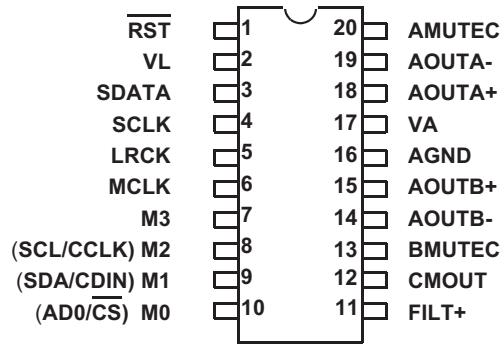 R̅S̅T̅ 1 20 AMUTEC
VL 2 19 AOUTA-
SDATA 3 18 AOUTA+
SCLK 4 17 VA
LRCK 5 16 AGND
MCLK 6 15 AOUTB+
M3 7 14 AOUTB-
(SCL/CCLK) M2 8 13 BMUTEC
(SDA/CDIN) M1 9 12 CMOUT
(AD0/C̅S̅) M0 10 11 FILT+